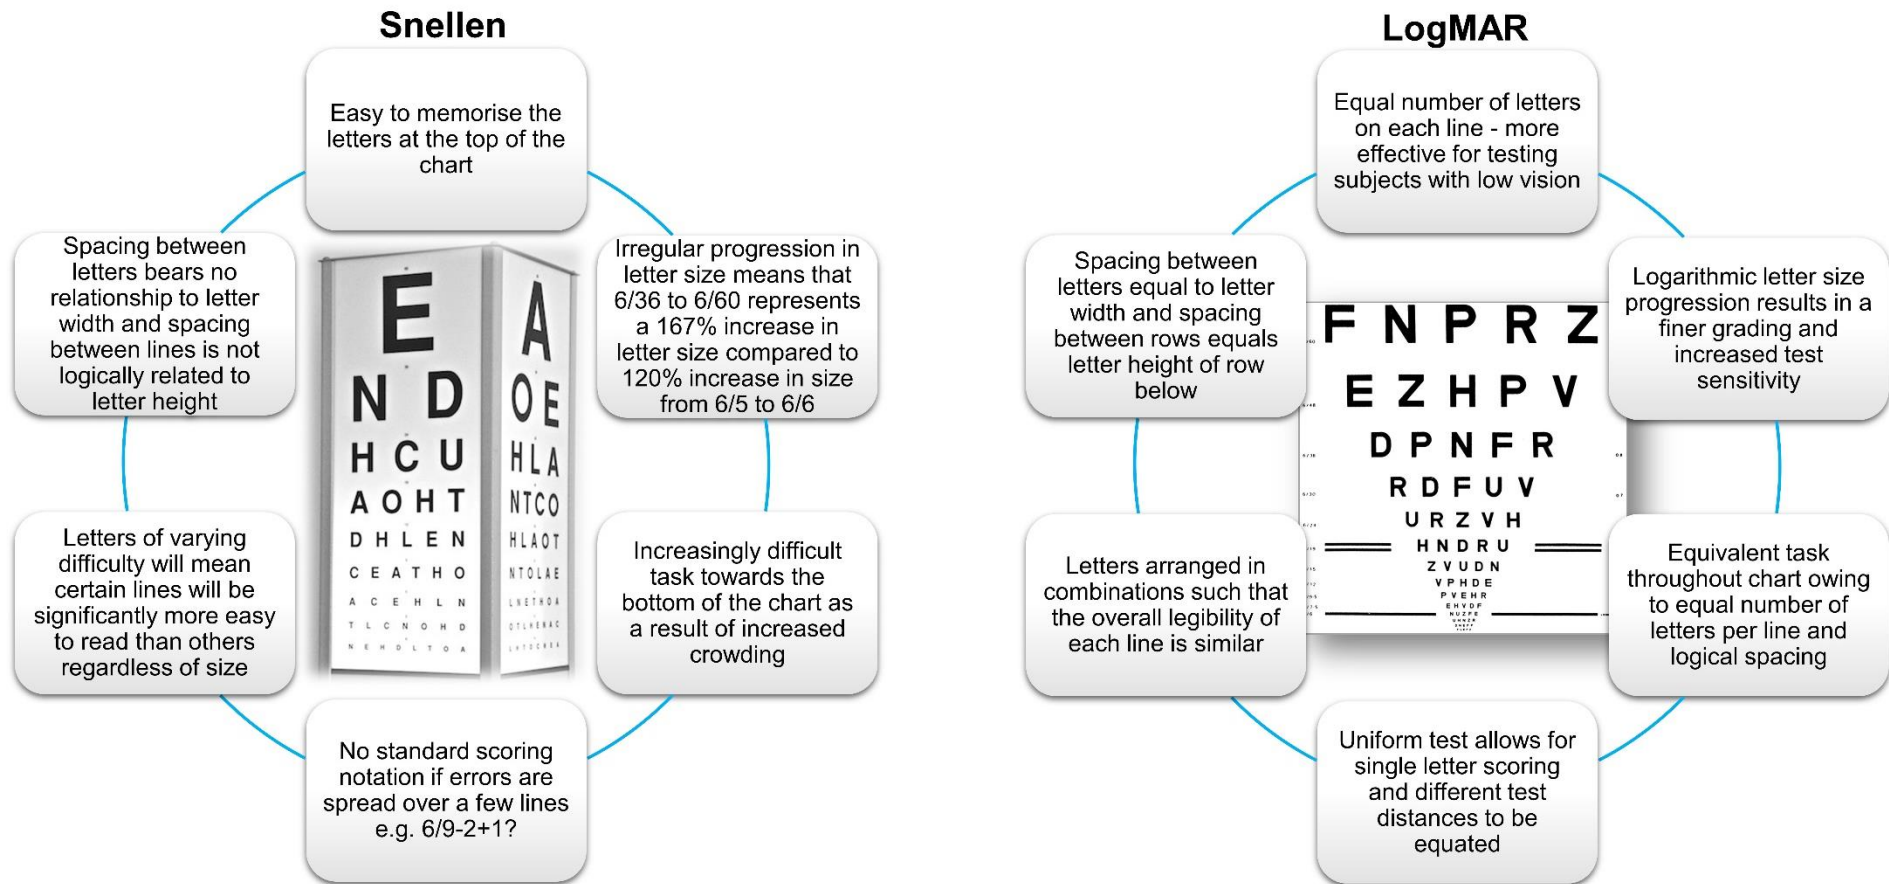 Snellen
Easy to memorise the
letters at the top of the
chart
Spacing between
letters bears no
relationship to letter
width and spacing
between lines is not
logically related to
letter height
Irregular progression in
letter size means that
6/36 to 6/60 represents
a 167% increase in
letter size compared to
120% increase in size
from 6/5 to 6/6
E
N D
H C U
A O H T
D H L E N
C E A T H O
A C E H L N
T L C N O H D
N E H D L T O A
A
O E
H L A
N T C O
H L A O T
N T O L A E
L N E T H O A
Letters of varying
difficulty will mean
certain lines will be
significantly more easy
to read than others
regardless of size
Increasingly difficult
task towards the
bottom of the chart as
a result of increased
crowding
No standard scoring
notation if errors are
spread over a few lines
e.g. 6/9-2+1?
LogMAR
Equal number of letters
on each line - more
effective for testing
subjects with low vision
Spacing between
letters equal to letter
width and spacing
between rows equals
letter height of row
below
Logarithmic letter size
progression results in a
finer grading and
increased test
sensitivity
F N P R Z
E Z H P V
D P N F R
R D F U V
U R Z V H
H N D R U
Z V U D N
V P H D E
P V E H R
E H V D F
N U Z F E
Letters arranged in
combinations such that
the overall legibility of
each line is similar
Equivalent task
throughout chart owing
to equal number of
letters per line and
logical spacing
Uniform test allows for
single letter scoring
and different test
distances to be
equated